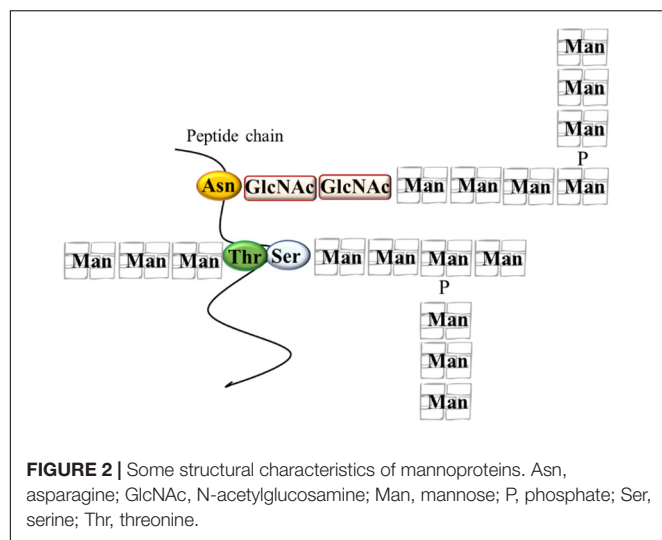 Man
Man
Man
Peptide chain
P
Asn GlcNAc GlcNAc Man Man Man Man
Man Man Man Thr Ser Man Man Man Man
P
Man
Man
Man
FIGURE 2 | Some structural characteristics of mannoproteins. Asn,
asparagine; GlcNAc, N-acetylglucosamine; Man, mannose; P, phosphate; Ser,
serine; Thr, threonine.